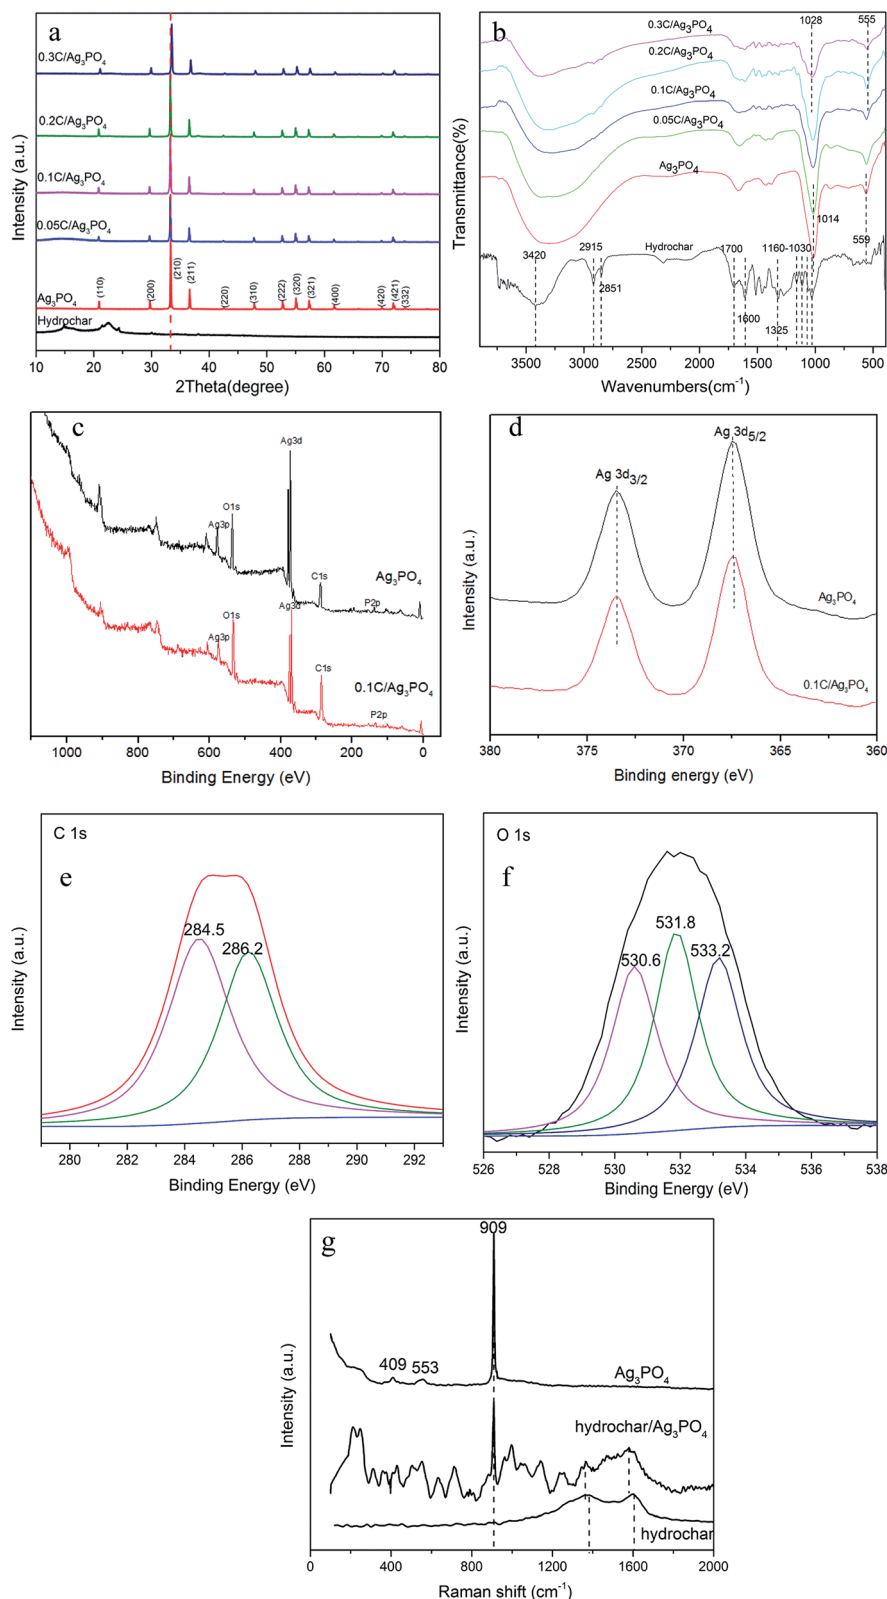 a
0.3C/Ag3PO4
0.2C/Ag3PO4
0.1C/Ag3PO4
0.05C/Ag3PO4
Ag3PO4
Hydrochar
(110)
(200)
(210)
(211)
(220)
(310)
(222)
(320)
(321)
(400)
(420)
(421)
(332)
10 20 30 40 50 60 70 80
2Theta(degree)
Intensity (a.u.)
b
0.3C/Ag3PO4
0.2C/Ag3PO4
0.1C/Ag3PO4
0.05C/Ag3PO4
Ag3PO4
Hydrochar
1028
555
1014
559
3420
2915
2851
1700
1600
1325
1160-1030
3500 3000 2500 2000 1500 1000 500
Wavenumbers(cm-1)
Transmittance(%)
c
Ag3d
O1s
Ag3p
C1s
P2p
Ag3PO4
Ag3d
O1s
Ag3p
C1s
P2p
0.1C/Ag3PO4
1000 800 600 400 200 0
Binding Energy (eV)
Intensity (a.u.)
d
Ag 3d3/2
Ag 3d5/2
Ag3PO4
0.1C/Ag3PO4
380 375 370 365 360
Binding energy (eV)
Intensity (a.u.)
C 1s
e
284.5
286.2
280 282 284 286 288 290 292
Binding Energy (eV)
Intensity (a.u.)
O 1s
f
530.6
531.8
533.2
526 528 530 532 534 536 538
Binding Energy (eV)
Intensity (a.u.)
g
909
409
553
Ag3PO4
hydrochar/Ag3PO4
hydrochar
0 400 800 1200 1600 2000
Raman shift (cm-1)
Intensity (a.u.)